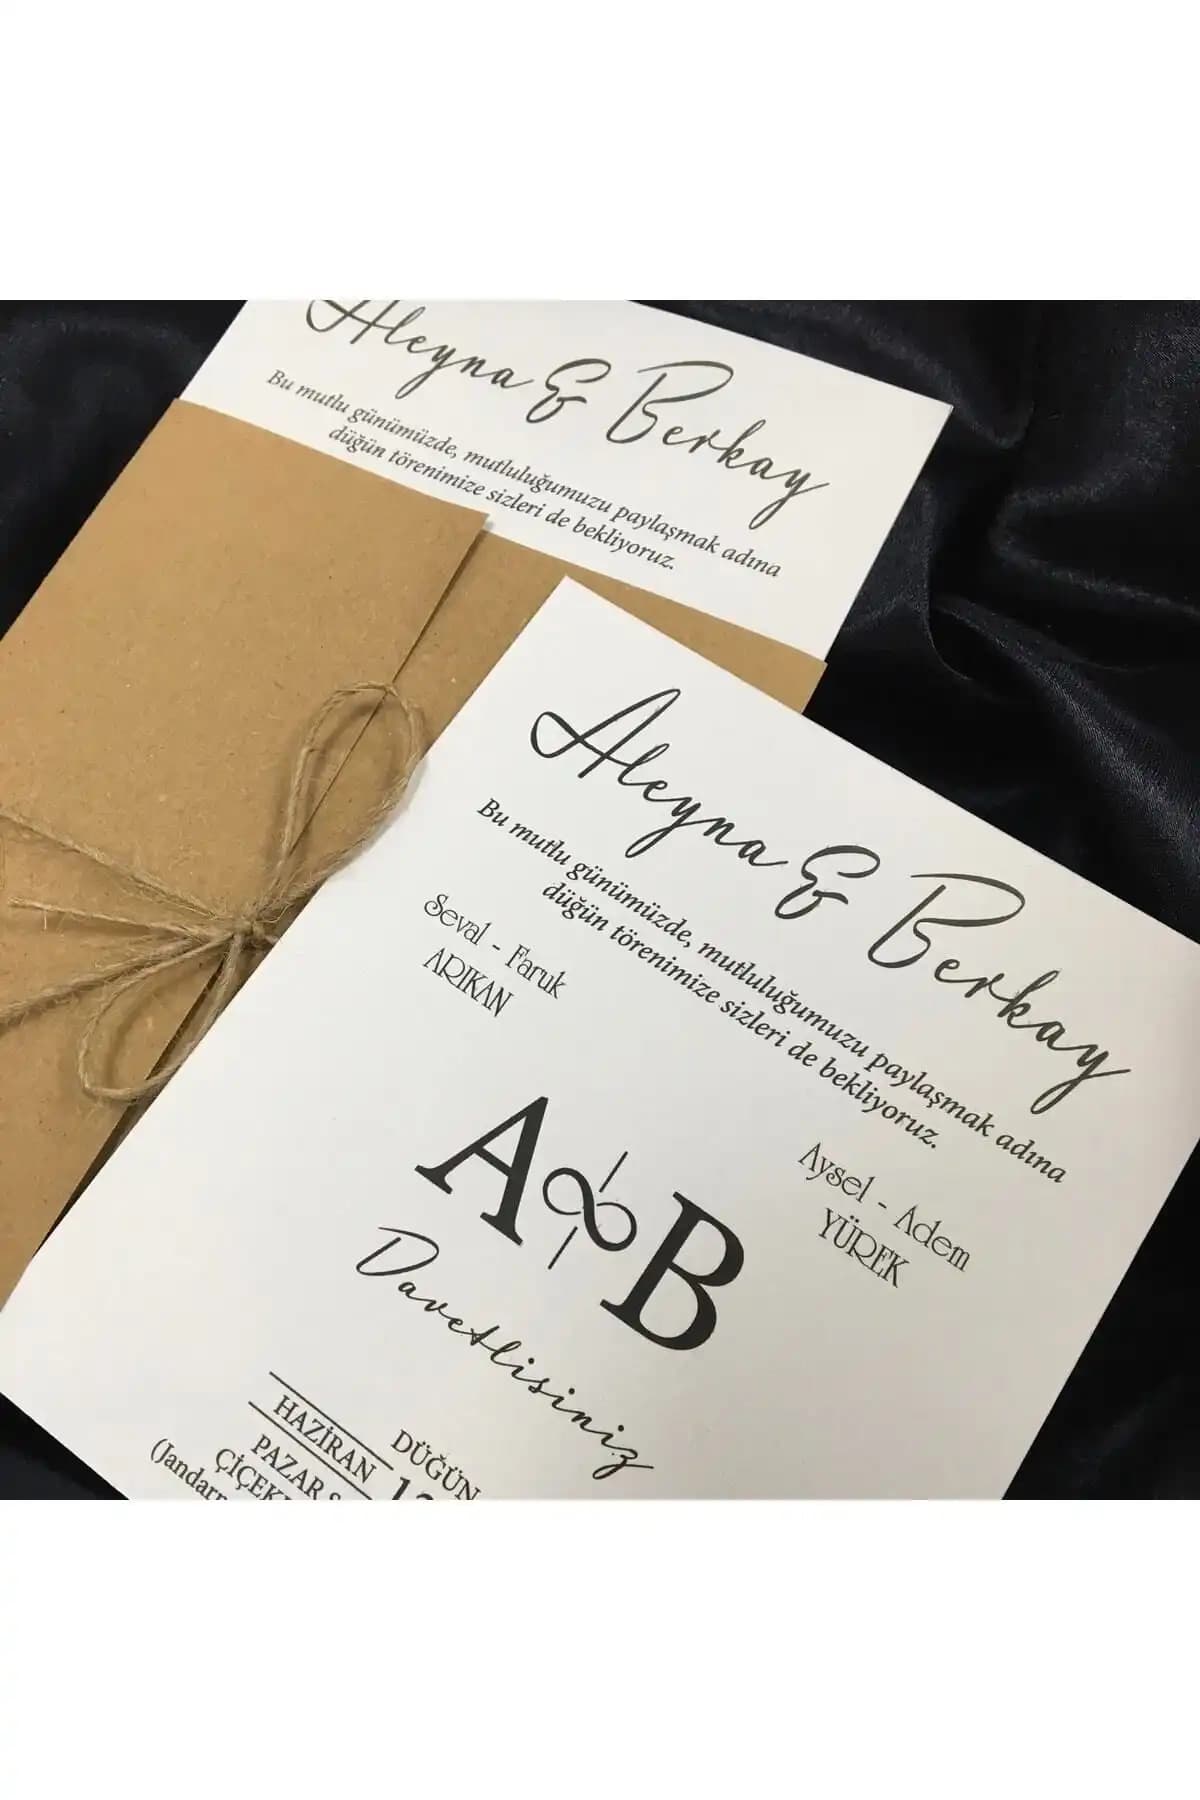 Aleyna & Berkay
Bu mutlu günümüzde, mutluluğumuzu paylaşmak adına
düğün törenimize sizleri de bekliyoruz.
Aleyna & Berkay
Bu mutlu günümüzde, mutluluğumuzu paylaşmak adına
düğün törenimize sizleri de bekliyoruz.
Seval - Faruk
ARIKAN
Aysel - Adem
YÜREK
A B
Davetlisiniz
HAZİRAN
PAZAR
DÜĞÜN